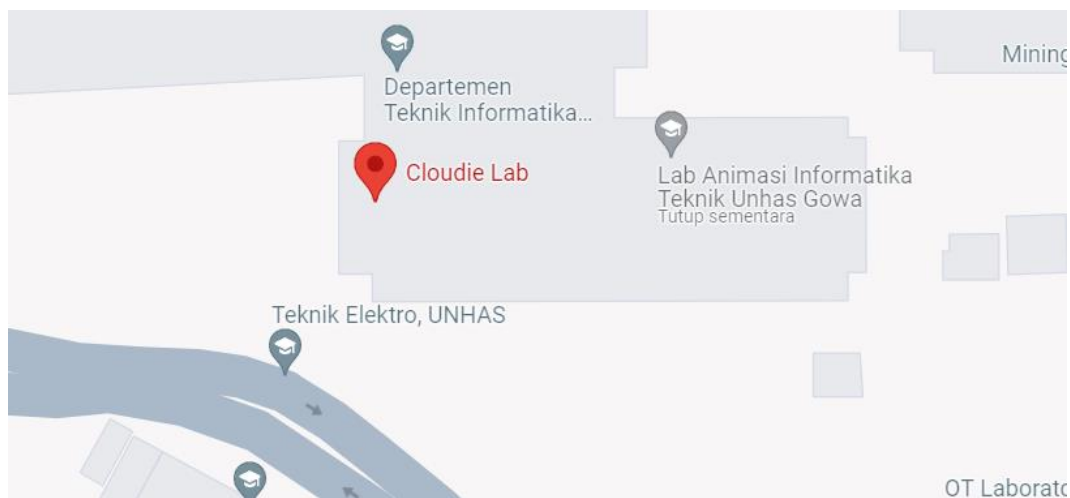 Departemen
Teknik Informatika...
Mining
Cloudie Lab
Lab Animasi Informatika
Teknik Unhas Gowa
Tutup sementara
Teknik Elektro, UNHAS
OT Laborato